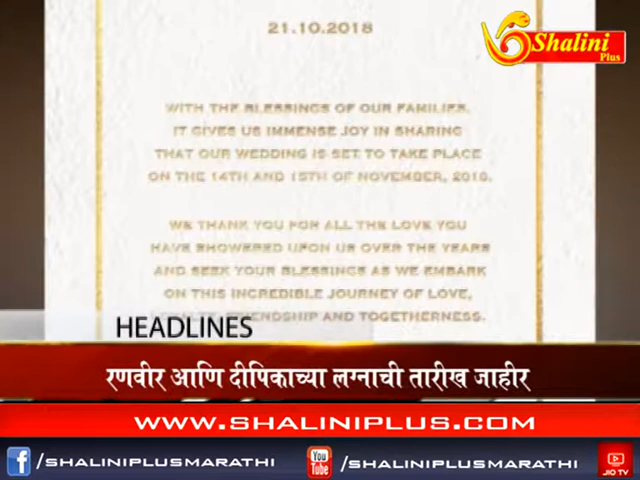 21.10.2018
Shalini
Plus
WITH THE BLESSINGS OF OUR FAMILIES,
IT GIVES US IMMENSE JOY IN SHARING
THAT OUR WEDDING IS SET TO TAKE PLACE
ON THE 14TH AND 15TH OF NOVEMBER, 2018.
WE THANK YOU FOR ALL THE LOVE YOU
HAVE SHOWERED UPON US OVER THE YEARS
AND SEEK YOUR BLESSINGS AS WE EMBARK
ON THIS INCREDIBLE JOURNEY OF LOVE,
AND TOGETHERNESS.
HEADLINES
रणवीर आणि दीपिकाच्या लग्नाची तारीख जाहीर
WWW.SHALINIPLUS.COM
f /SHALINIPLUSMARATHI
You Tube /SHALINIPLUSMARATHI
JIO TV